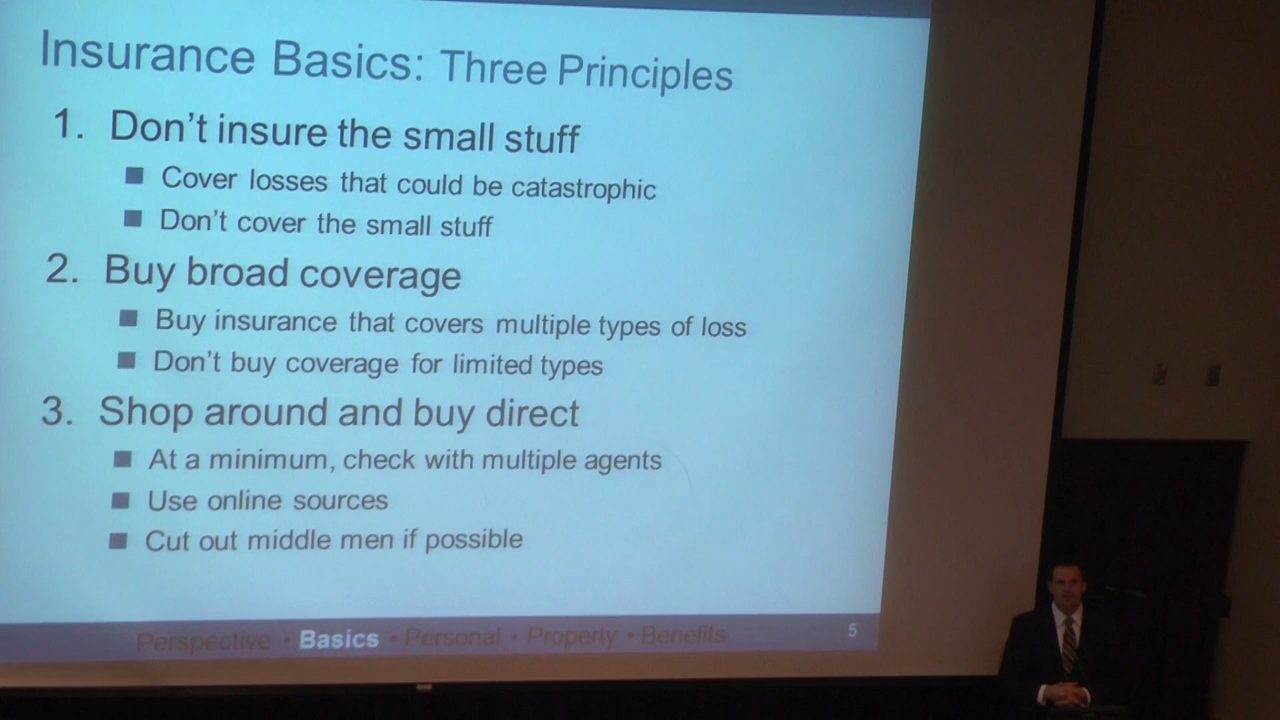 Insurance Basics: Three Principles
1. Don't insure the small stuff
■ Cover losses that could be catastrophic
■ Don't cover the small stuff
2. Buy broad coverage
■ Buy insurance that covers multiple types of loss
■ Don't buy coverage for limited types
3. Shop around and buy direct
■ At a minimum, check with multiple agents
■ Use online sources
■ Cut out middle men if possible
Perspective • Basics • Personal • Property • Benefits 5